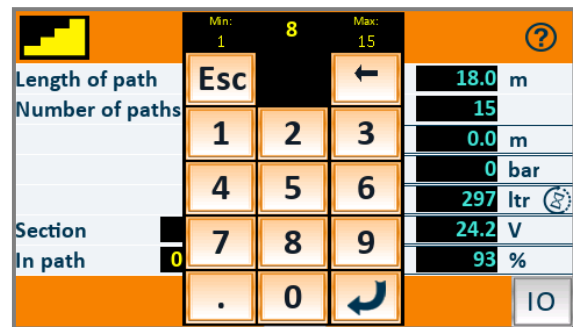 Min: 8 Max:
1 15
?
Length of path Esc ← 18.0 m
Number of paths 15
1 2 3 0.0 m
0 bar
4 5 6 297 ltr
Section 7 8 9 24.2 V
In path 0 93 %
. 0 IO